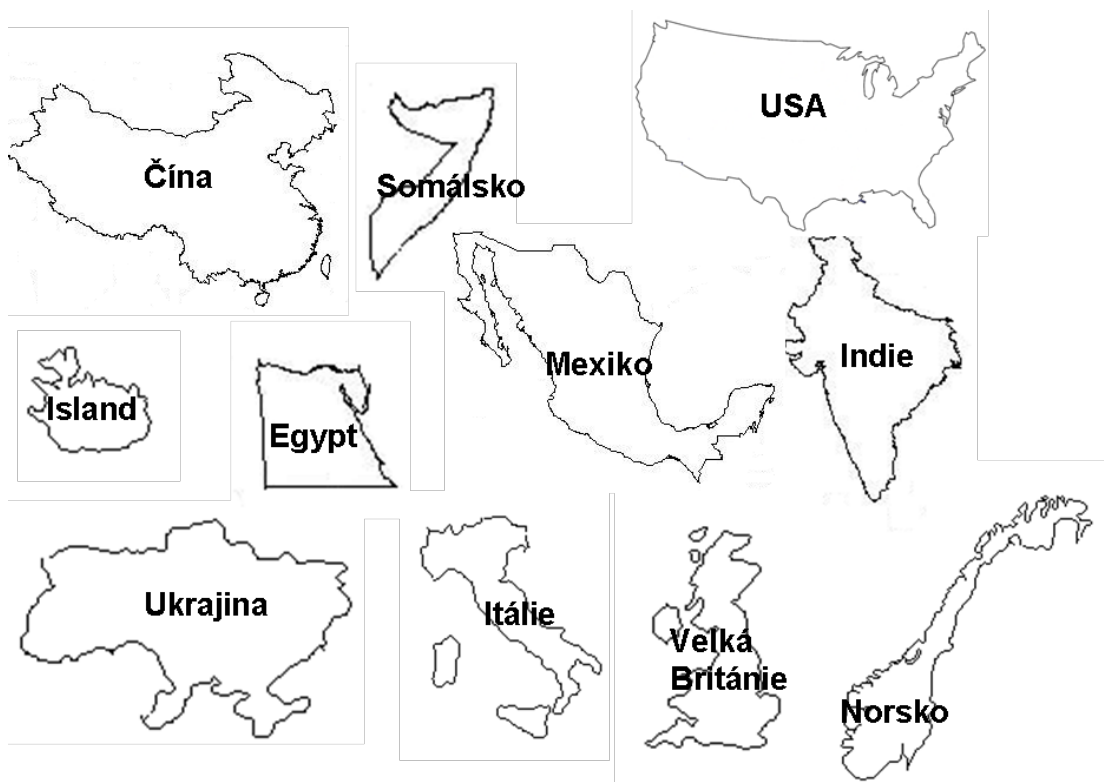 USA
Čína
Somálsko
Mexiko
Indie
Island
Egypt
Ukrajina
Itálie
Velká
Británie
Norsko